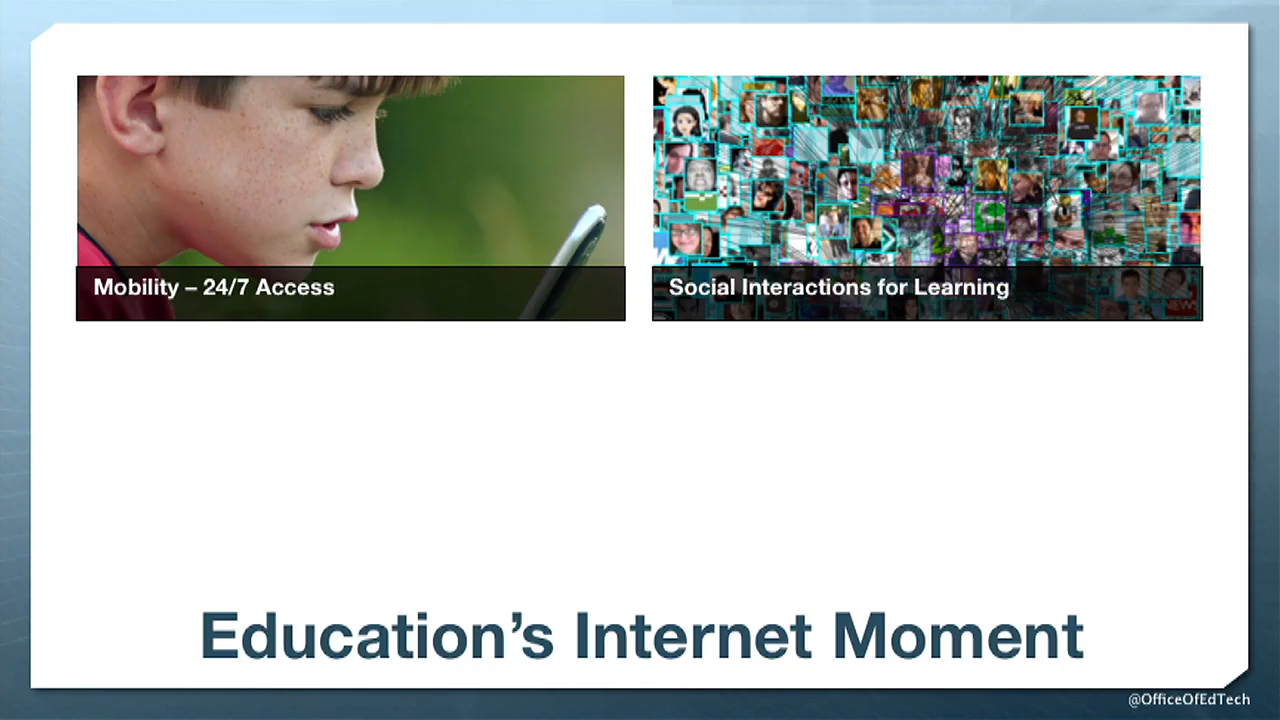 Mobility – 24/7 Access
Social Interactions for Learning
Education’s Internet Moment
@OfficeOfEdTech